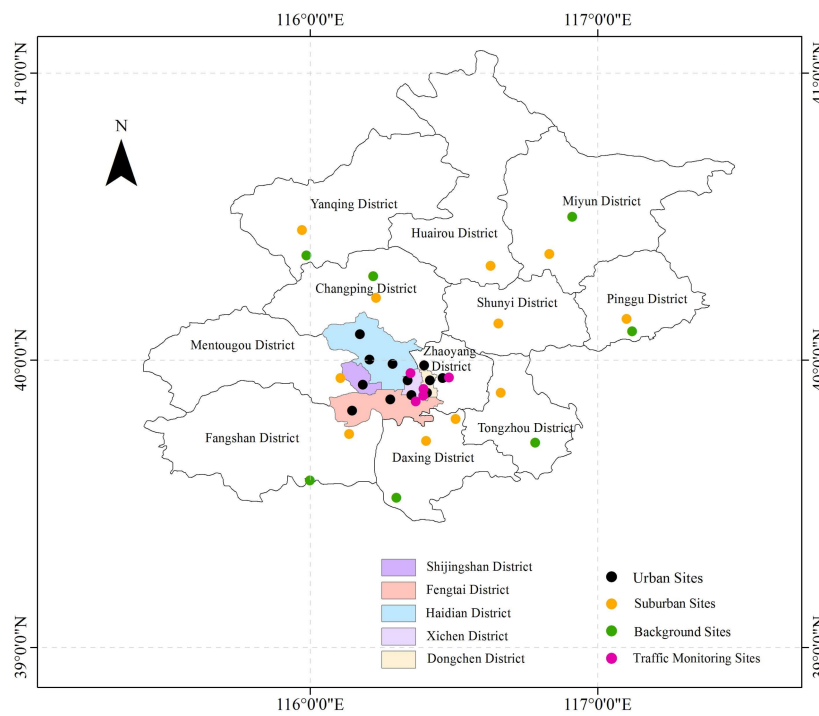 116°0'0"E
117°0'0"E
41°0'0"N
41°0'0"N
N
Yanqing District
Miyun District
Huairou District
Changping District
Shunyi District
Pinggu District
Mentougou District
Zhaoyang
District
40°0'0"N
40°0'0"N
Fangshan District
Tongzhou District
Daxing District
Shijingshan District
Fengtai District
Haidian District
Xichen District
Dongchen District
Urban Sites
Suburban Sites
Background Sites
Traffic Monitoring Sites
39°0'0"N
39°0'0"N
116°0'0"E
117°0'0"E